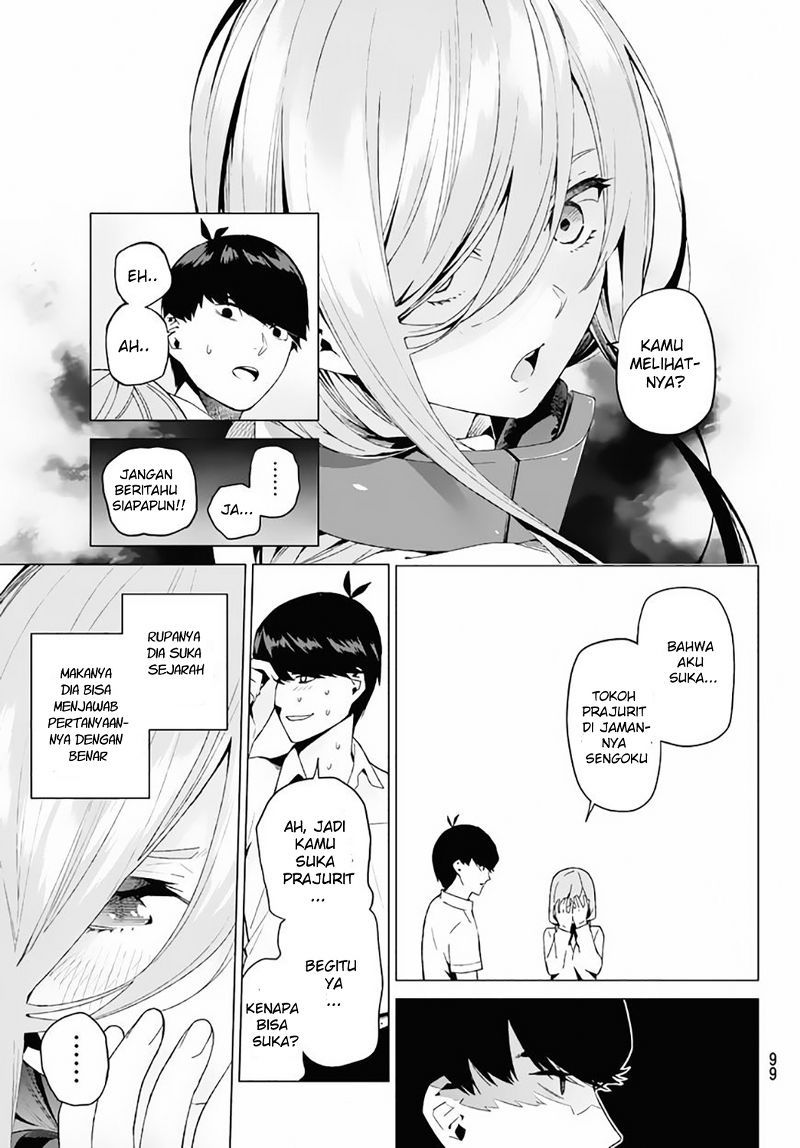 KAMU
MELIHAT-
NYA?
EH..
AH..
. . . . .
JA...
JANGAN
BERITAHU
SIAPAPUN!!
BAHWA
AKU
SUKA...
TOKOH
PRAJURIT
DI JAMAN-
NYA
SENGOKU
AH, JADI
KAMU
SUKA
PRAJURIT
...
BEGITU
YA
...
KENAPA
BISA
SUKA?
RUPANYA
DIA SUKA
SEJARAH
MAKANYA
DIA BISA
MENJAWAB
PERTANYAAN-
NYA DENGAN
BENAR
. . . . .
99